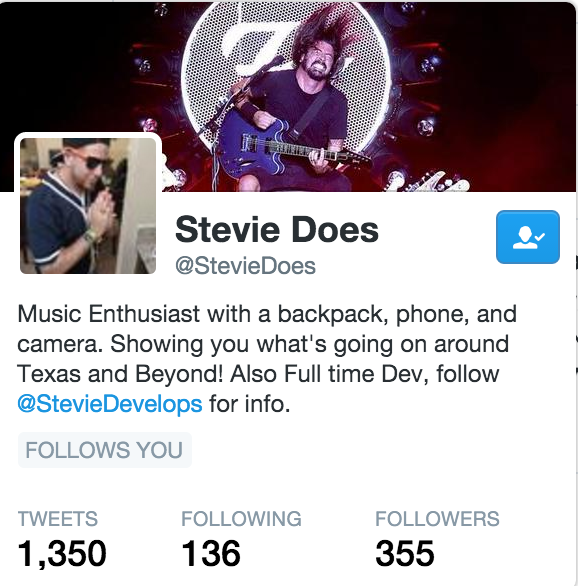 Stevie Does
@StevieDoes
Music Enthusiast with a backpack, phone, and
camera. Showing you what's going on around
Texas and Beyond! Also Full time Dev, follow
@StevieDevelops for info.
FOLLOWS YOU
TWEETS FOLLOWING FOLLOWERS
1,350 136 355